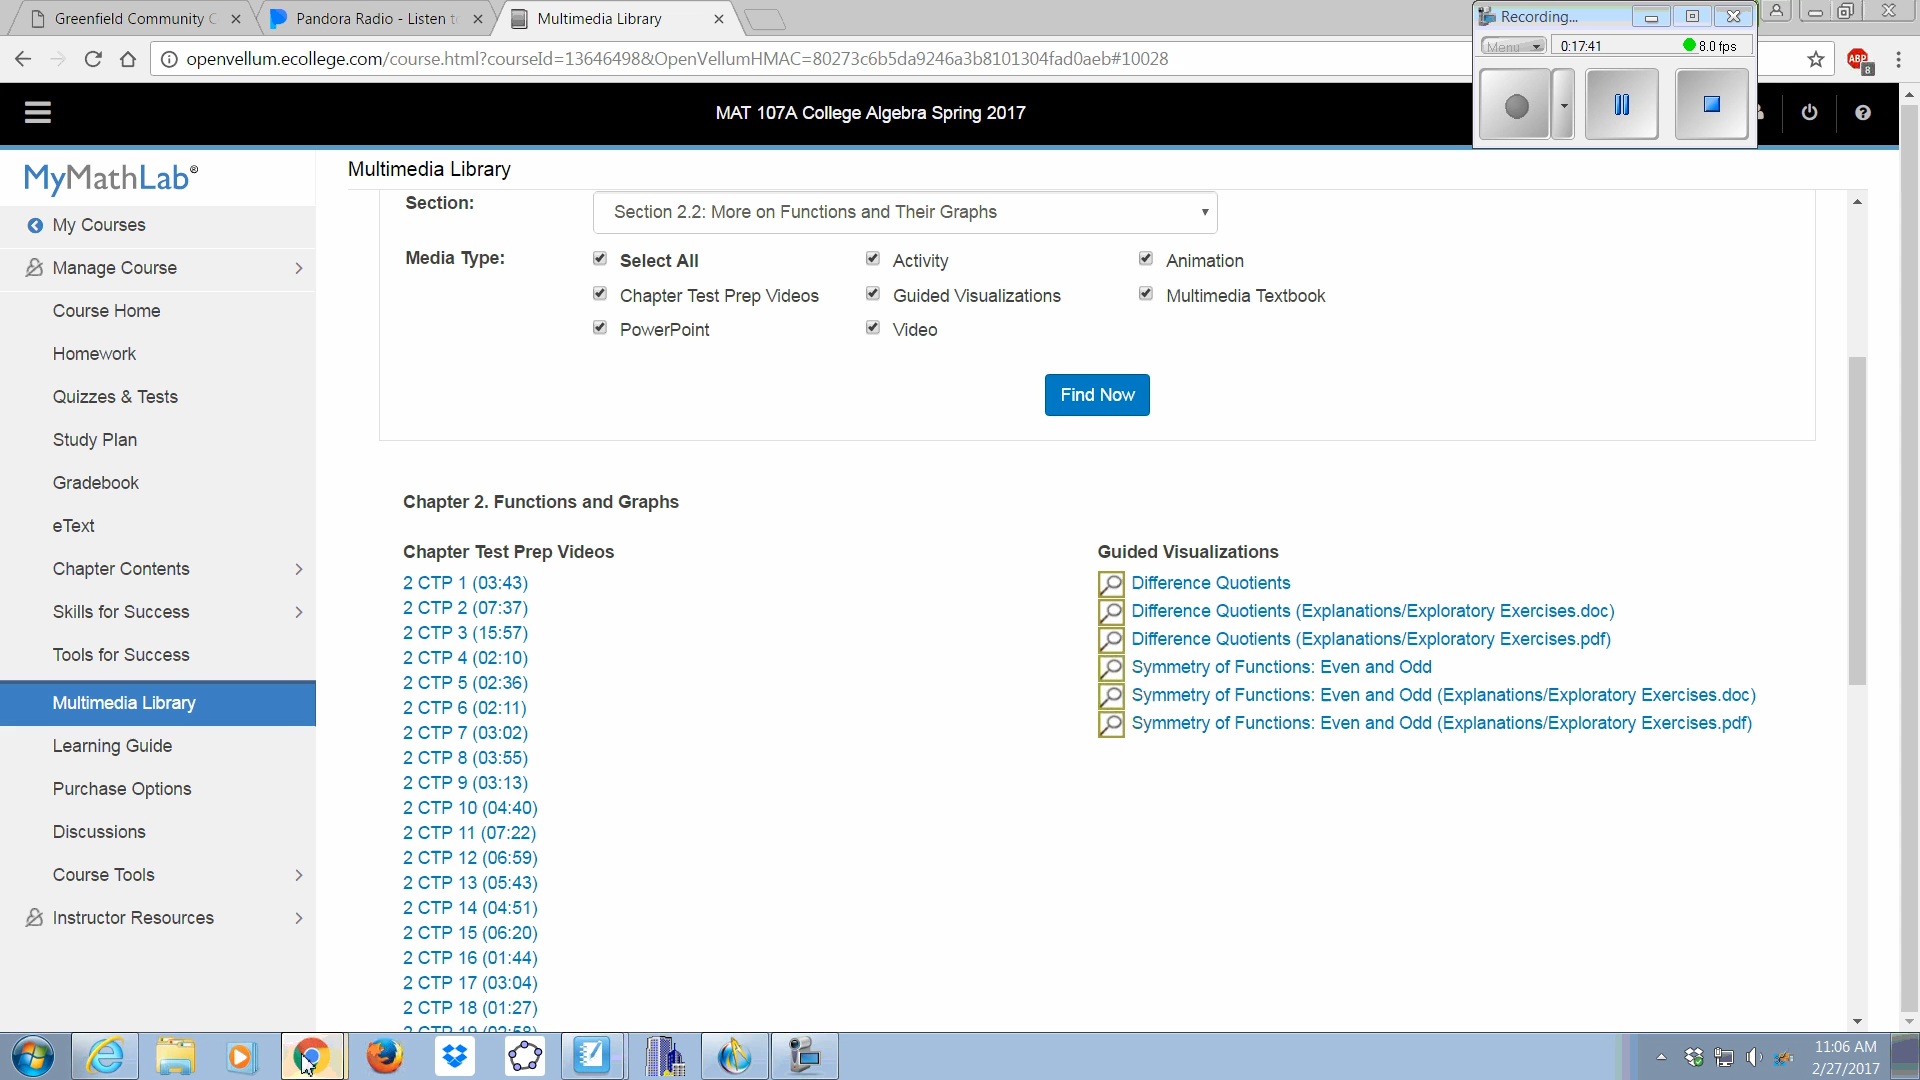 Greenfield Community C
Pandora Radio - Listen to
Multimedia Library
Recording...
openvellum.ecollege.com/course.html?courseId=13646498&OpenVellumHMAC=80273c6b5da9246a3b8101304fad0aeb#10028
Menu
0:17:41
8.0 fps
ABP
8
MAT 107A College Algebra Spring 2017
MyMathLab®
Multimedia Library
My Courses
Manage Course
Course Home
Homework
Quizzes & Tests
Study Plan
Gradebook
eText
Chapter Contents
Skills for Success
Tools for Success
Multimedia Library
Learning Guide
Purchase Options
Discussions
Course Tools
Instructor Resources
Section:
Section 2.2: More on Functions and Their Graphs
Media Type:
Select All
Activity
Animation
Chapter Test Prep Videos
Guided Visualizations
Multimedia Textbook
PowerPoint
Video
Find Now
Chapter 2. Functions and Graphs
Chapter Test Prep Videos
2 CTP 1 (03:43)
2 CTP 2 (07:37)
2 CTP 3 (15:57)
2 CTP 4 (02:10)
2 CTP 5 (02:36)
2 CTP 6 (02:11)
2 CTP 7 (03:02)
2 CTP 8 (03:55)
2 CTP 9 (03:13)
2 CTP 10 (04:40)
2 CTP 11 (07:22)
2 CTP 12 (06:59)
2 CTP 13 (05:43)
2 CTP 14 (04:51)
2 CTP 15 (06:20)
2 CTP 16 (01:44)
2 CTP 17 (03:04)
2 CTP 18 (01:27)
2 CTP 19 (02:58)
Guided Visualizations
Difference Quotients
Difference Quotients (Explanations/Exploratory Exercises.doc)
Difference Quotients (Explanations/Exploratory Exercises.pdf)
Symmetry of Functions: Even and Odd
Symmetry of Functions: Even and Odd (Explanations/Exploratory Exercises.doc)
Symmetry of Functions: Even and Odd (Explanations/Exploratory Exercises.pdf)
11:06 AM
2/27/2017